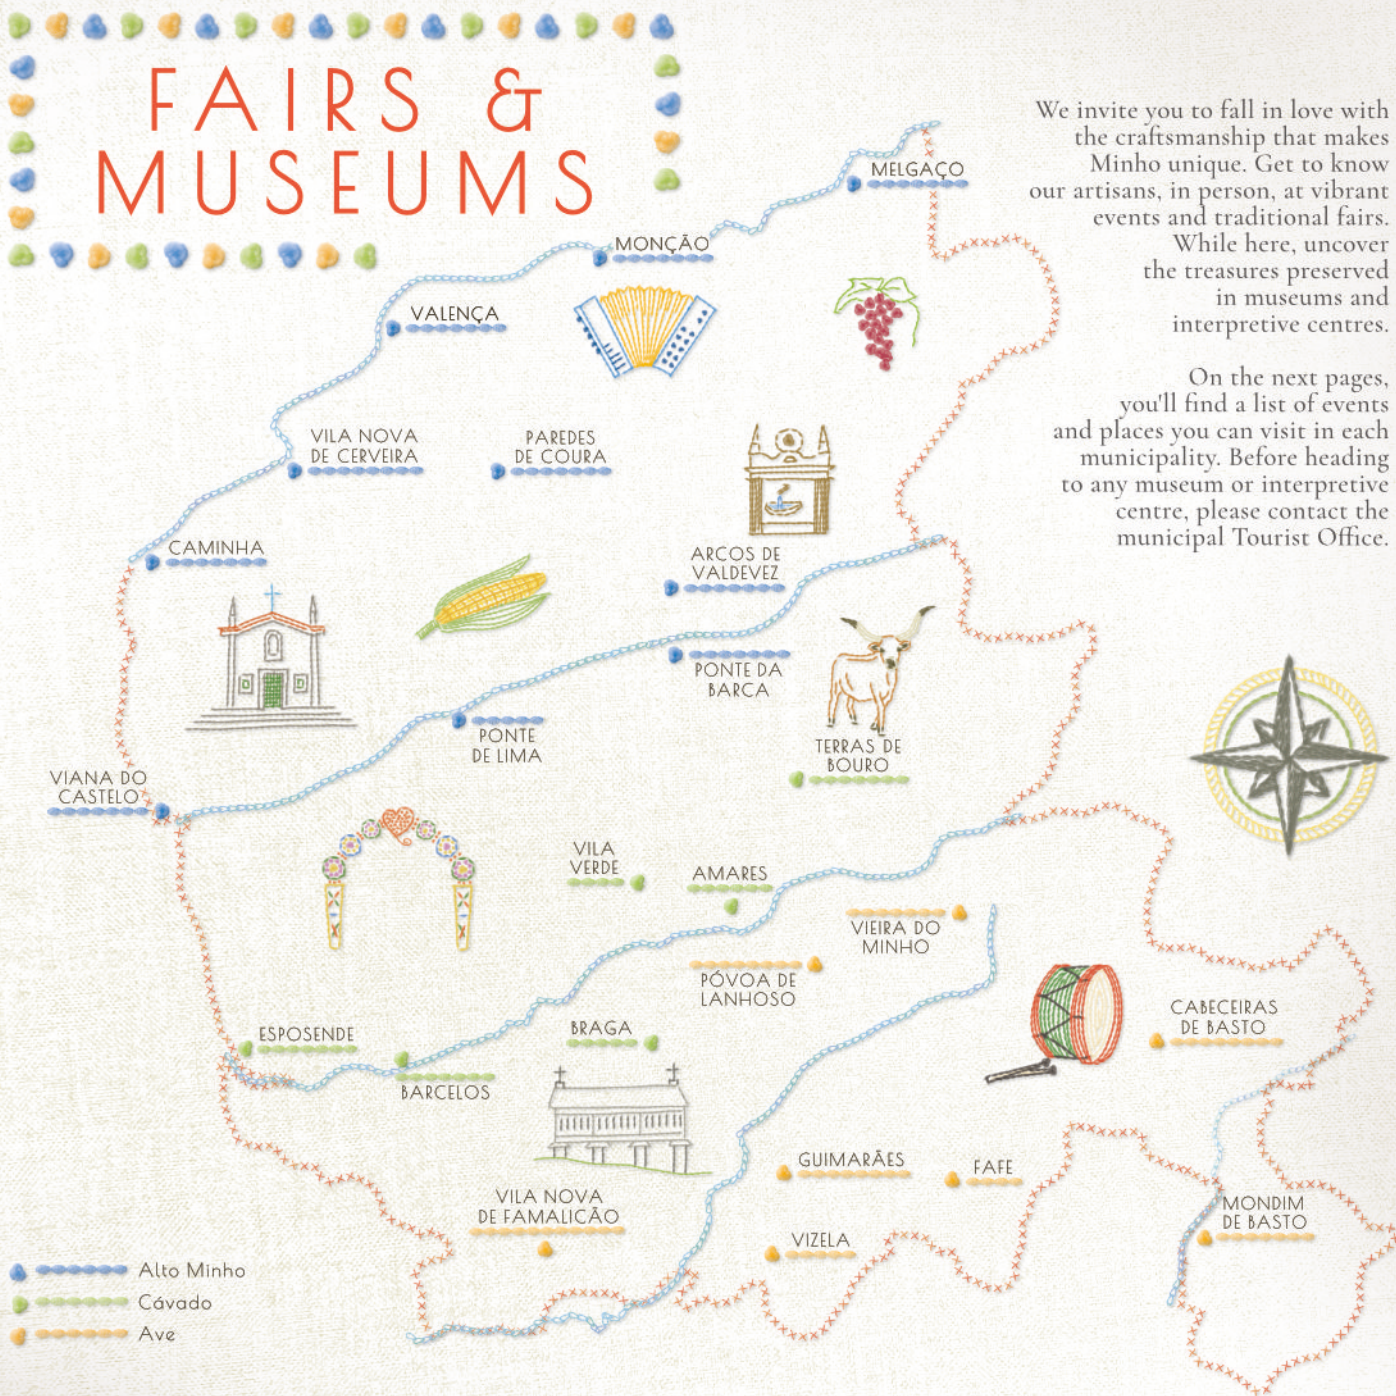 FAIRS &
MUSEUMS
We invite you to fall in love with
the craftsmanship that makes
Minho unique. Get to know
our artisans, in person, at vibrant
events and traditional fairs.
While here, uncover
the treasures preserved
in museums and
interpretive centres.
On the next pages,
you'll find a list of events
and places you can visit in each
municipality. Before heading
to any museum or interpretive
centre, please contact the
municipal Tourist Office.
MELGAÇO
MONÇÃO
VALENÇA
VILA NOVA
DE CERVEIRA
PAREDES
DE COURA
CAMINHA
ARCOS DE
VALDEVEZ
PONTE DA
BARCA
PONTE
DE LIMA
TERRAS DE
BOURO
VIANA DO
CASTELO
VILA
VERDE
AMARES
VIEIRA DO
MINHO
PÓVOA DE
LANHOSO
CABECEIRAS
DE BASTO
ESPOSENDE
BRAGA
BARCELOS
GUIMARÃES
FAFE
VILA NOVA
DE FAMALICÃO
MONDIM
DE BASTO
VIZELA
Alto Minho
Cávado
Ave